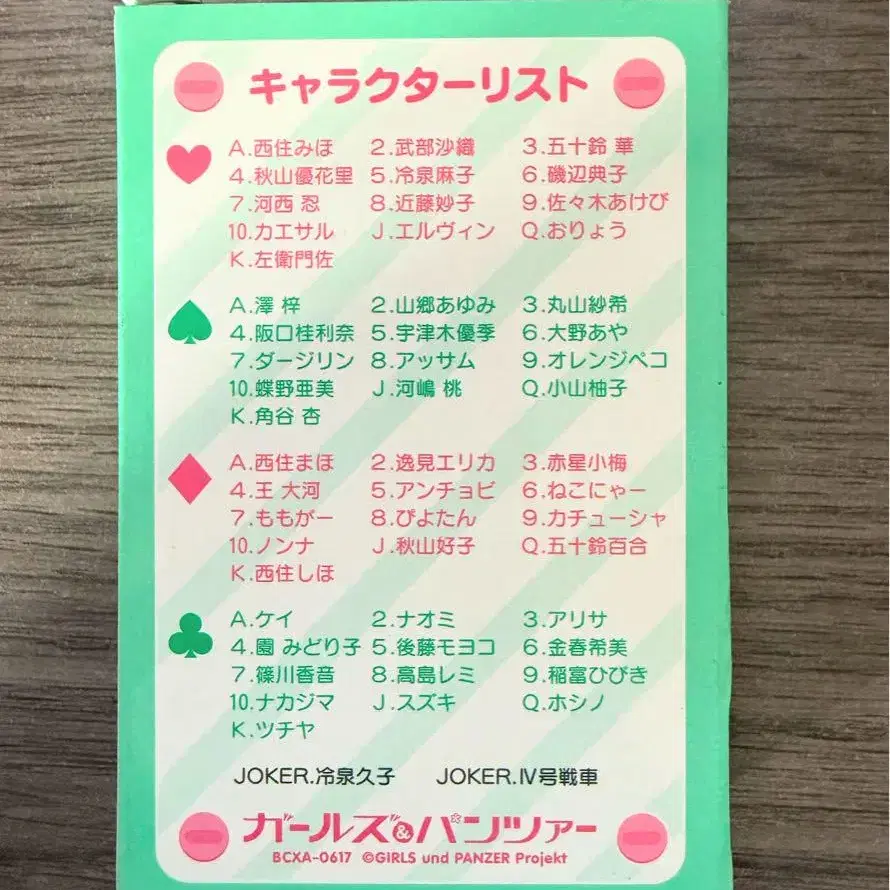 キャラクターリスト
A.西住みほ 2.武部沙織 3.五十鈴 華
4.秋山優花里 5.冷泉麻子 6.磯辺典子
7.河西 忍 8.近藤妙子 9.佐々木あけび
10.カエサル J.エルヴィン Q.おりょう
K.左衛門佐
A.澤 梓 2.山郷あゆみ 3.丸山紗希
4.阪口桂利奈 5.宇津木優季 6.大野あや
7.ダージリン 8.アッサム 9.オレンジペコ
10.蝶野亜美 J.河嶋 桃 Q.小山柚子
K.角谷 杏
A.西住まほ 2.逸見エリカ 3.赤星小梅
4.王 大河 5.アンチョビ 6.ねこにゃー
7.ももがー 8.ぴよたん 9.カチューシャ
10.ノンナ J.秋山好子 Q.五十鈴百合
K.西住しほ
A.ケイ 2.ナオミ 3.アリサ
4.園 みどり子 5.後藤モヨコ 6.金春希美
7.篠川香音 8.高島レミ 9.稲富ひびき
10.ナカジマ J.スズキ Q.ホシノ
K.ツチヤ
JOKER.冷泉久子 JOKER.Ⅳ号戦車
ガールズ&パンツァー
BCXA-0617 ©GIRLS und PANZER Projekt